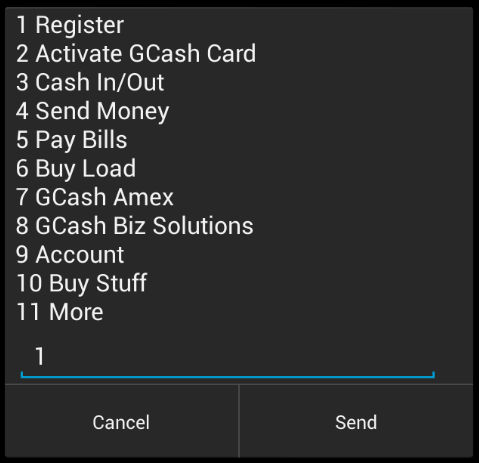 1 Register
2 Activate GCash Card
3 Cash In/Out
4 Send Money
5 Pay Bills
6 Buy Load
7 GCash Amex
8 GCash Biz Solutions
9 Account
10 Buy Stuff
11 More
1
Cancel Send